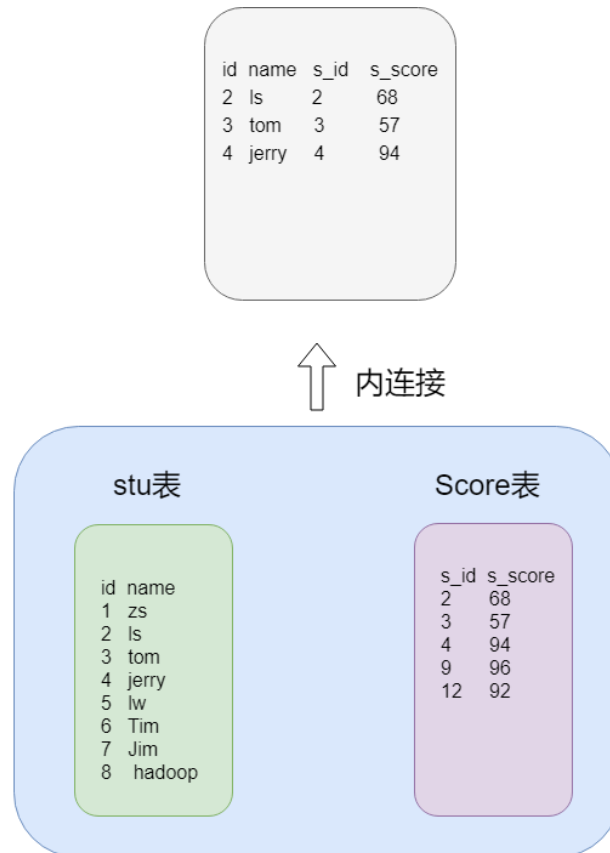 id name s_id s_score
2 ls 2 68
3 tom 3 57
4 jerry 4 94
内连接
stu表
Score表
id name
1 zs
2 ls
3 tom
4 jerry
5 lw
6 Tim
7 Jim
8 hadoop
s_id s_score
2 68
3 57
4 94
9 96
12 92